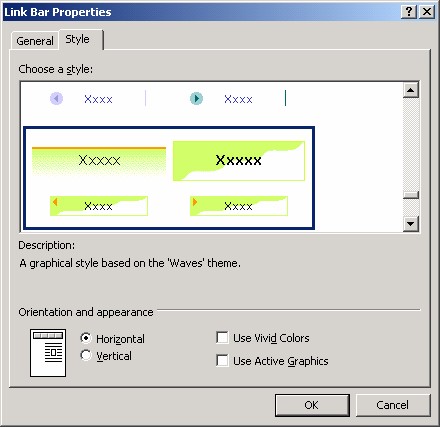 Link Bar Properties
General Style
Choose a style:
Xxxx Xxxx
Xxxxx Xxxxx
Xxxx Xxxx
Description:
A graphical style based on the 'Waves' theme.
Orientation and appearance
Horizontal
Vertical
Use Vivid Colors
Use Active Graphics
OK Cancel